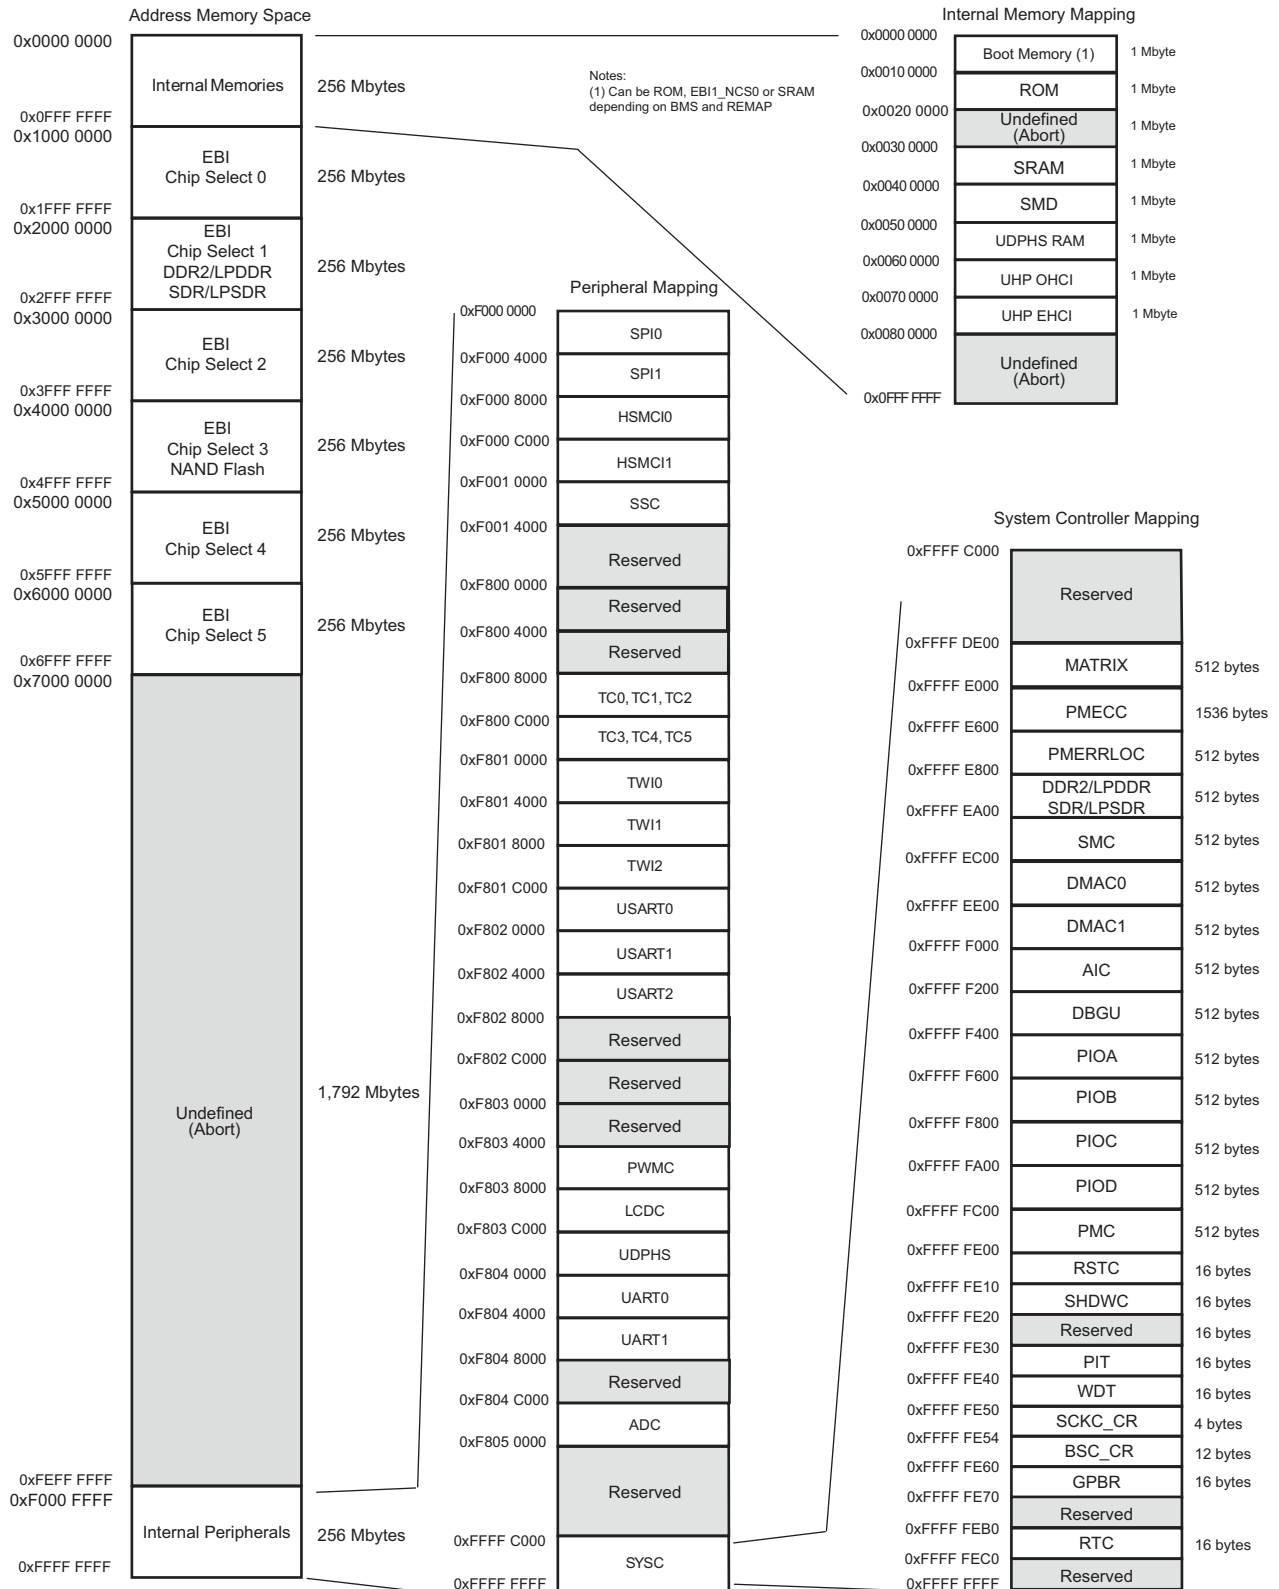 Address Memory Space
0x0000 0000
Internal Memories
256 Mbytes
0x0FFF FFFF
0x1000 0000
EBI
Chip Select 0
256 Mbytes
0x1FFF FFFF
0x2000 0000
EBI
Chip Select 1
DDR2/LPDDR
SDR/LPSDR
256 Mbytes
0x2FFF FFFF
0x3000 0000
EBI
Chip Select 2
256 Mbytes
0x3FFF FFFF
0x4000 0000
EBI
Chip Select 3
NAND Flash
256 Mbytes
0x4FFF FFFF
0x5000 0000
EBI
Chip Select 4
256 Mbytes
0x5FFF FFFF
0x6000 0000
EBI
Chip Select 5
256 Mbytes
0x6FFF FFFF
0x7000 0000
Undefined
(Abort)
1,792 Mbytes
0xFEFF FFFF
0xF000 FFFF
Internal Peripherals
256 Mbytes
0xFFFF FFFF
Notes:
(1) Can be ROM, EBI1_NCS0 or SRAM
depending on BMS and REMAP
Peripheral Mapping
0xF000 0000
SPI0
0xF000 4000
SPI1
0xF000 8000
HSMCI0
0xF000 C000
HSMCI1
0xF001 0000
SSC
0xF001 4000
Reserved
0xF800 0000
Reserved
0xF800 4000
Reserved
0xF800 8000
TC0, TC1, TC2
0xF800 C000
TC3, TC4, TC5
0xF801 0000
TWI0
0xF801 4000
TWI1
0xF801 8000
TWI2
0xF801 C000
USART0
0xF802 0000
USART1
0xF802 4000
USART2
0xF802 8000
Reserved
0xF802 C000
Reserved
0xF803 0000
Reserved
0xF803 4000
PWMC
0xF803 8000
LCDC
0xF803 C000
UDPHS
0xF804 0000
UART0
0xF804 4000
UART1
0xF804 8000
Reserved
0xF804 C000
ADC
0xF805 0000
Reserved
0xFFFF C000
SYSC
0xFFFF FFFF
Internal Memory Mapping
0x0000 0000
Boot Memory (1)
1 Mbyte
0x0010 0000
ROM
1 Mbyte
0x0020 0000
Undefined
(Abort)
1 Mbyte
0x0030 0000
SRAM
1 Mbyte
0x0040 0000
SMD
1 Mbyte
0x0050 0000
UDPHS RAM
1 Mbyte
0x0060 0000
UHP OHCI
1 Mbyte
0x0070 0000
UHP EHCI
1 Mbyte
0x0080 0000
Undefined
(Abort)
0x0FFF FFFF
System Controller Mapping
0xFFFF C000
Reserved
0xFFFF DE00
MATRIX
512 bytes
0xFFFF E000
PMECC
1536 bytes
0xFFFF E600
PMERRLOC
512 bytes
0xFFFF E800
DDR2/LPDDR
SDR/LPSDR
512 bytes
0xFFFF EA00
SMC
512 bytes
0xFFFF EC00
DMAC0
512 bytes
0xFFFF EE00
DMAC1
512 bytes
0xFFFF F000
AIC
512 bytes
0xFFFF F200
DBGU
512 bytes
0xFFFF F400
PIOA
512 bytes
0xFFFF F600
PIOB
512 bytes
0xFFFF F800
PIOC
512 bytes
0xFFFF FA00
PIOD
512 bytes
0xFFFF FC00
PMC
512 bytes
0xFFFF FE00
RSTC
16 bytes
0xFFFF FE10
SHDWC
16 bytes
0xFFFF FE20
Reserved
16 bytes
0xFFFF FE30
PIT
16 bytes
0xFFFF FE40
WDT
16 bytes
0xFFFF FE50
SCKC_CR
4 bytes
0xFFFF FE54
BSC_CR
12 bytes
0xFFFF FE60
GPBR
16 bytes
0xFFFF FE70
Reserved
0xFFFF FEB0
RTC
16 bytes
0xFFFF FEC0
Reserved
0xFFFF FFFF